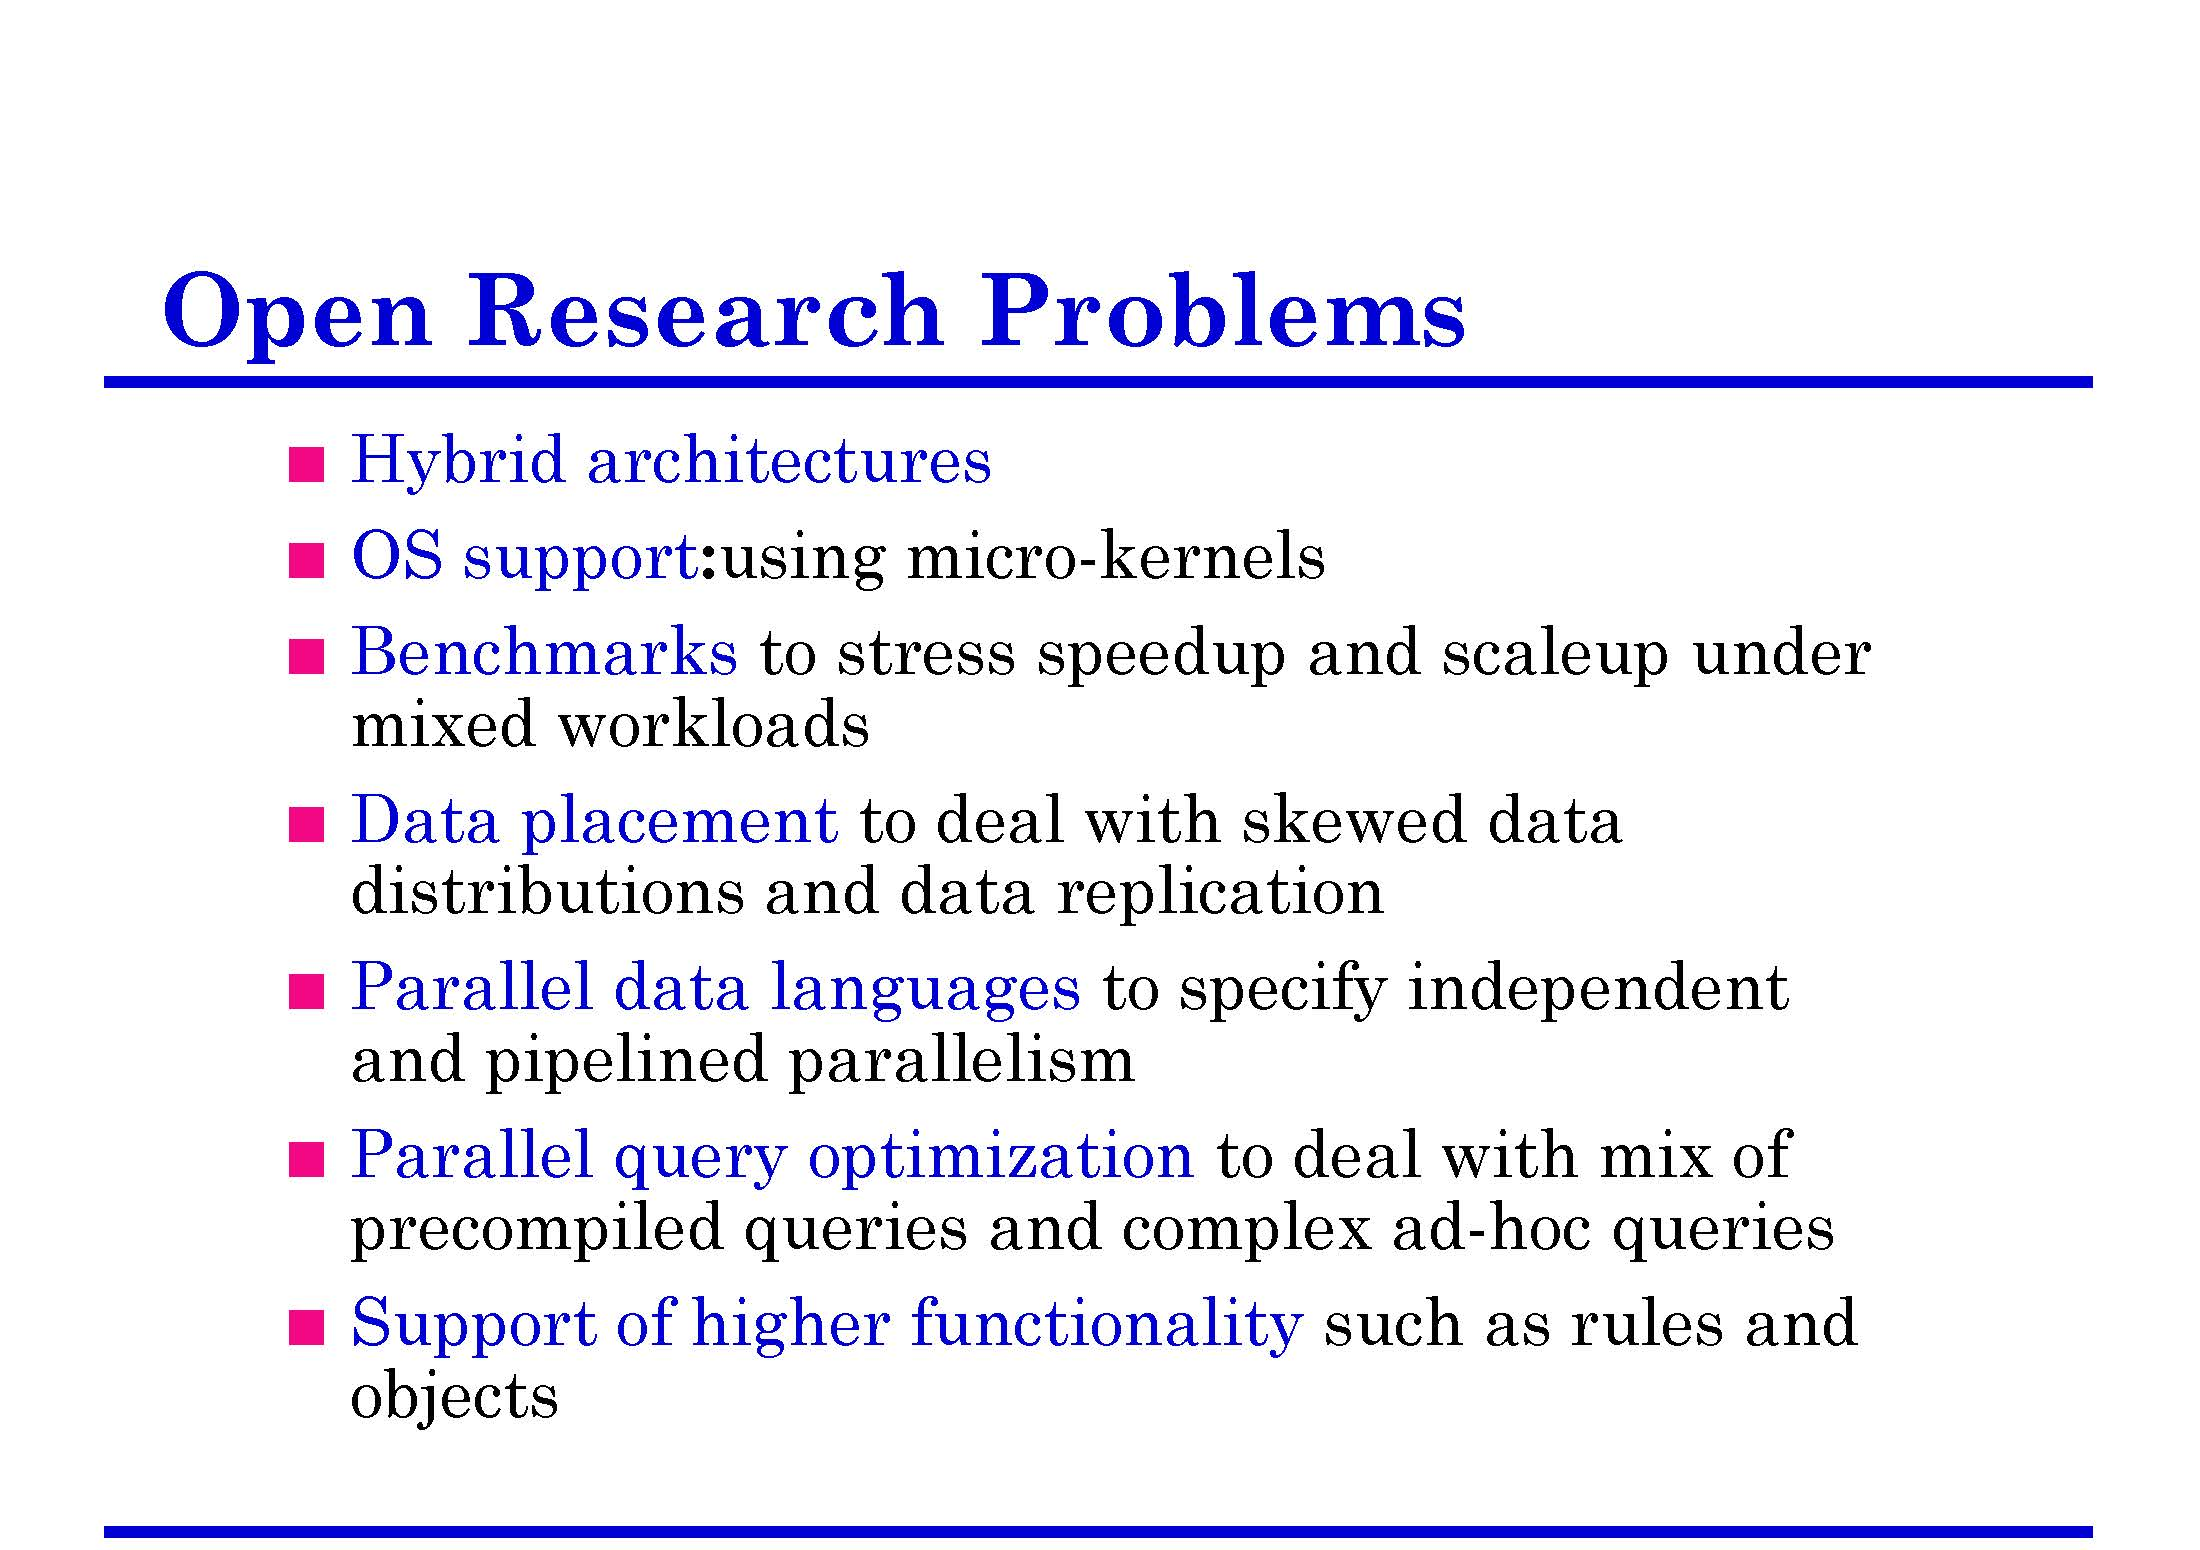 Open Research Problems
Hybrid architectures
OS support:using micro-kernels
Benchmarks to stress speedup and scaleup under
mixed workloads
Data placement to deal with skewed data
distributions and data replication
Parallel data languages to specify independent
and pipelined parallelism
Parallel query optimization to deal with mix of
precompiled queries and complex ad-hoc queries
Support of higher functionality such as rules and
objects